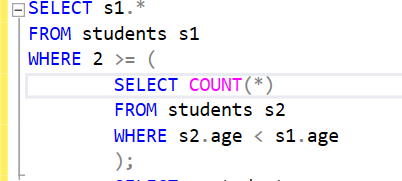 SELECT s1.*
FROM students s1
WHERE 2 >= (
SELECT COUNT(*)
FROM students s2
WHERE s2.age < s1.age
);